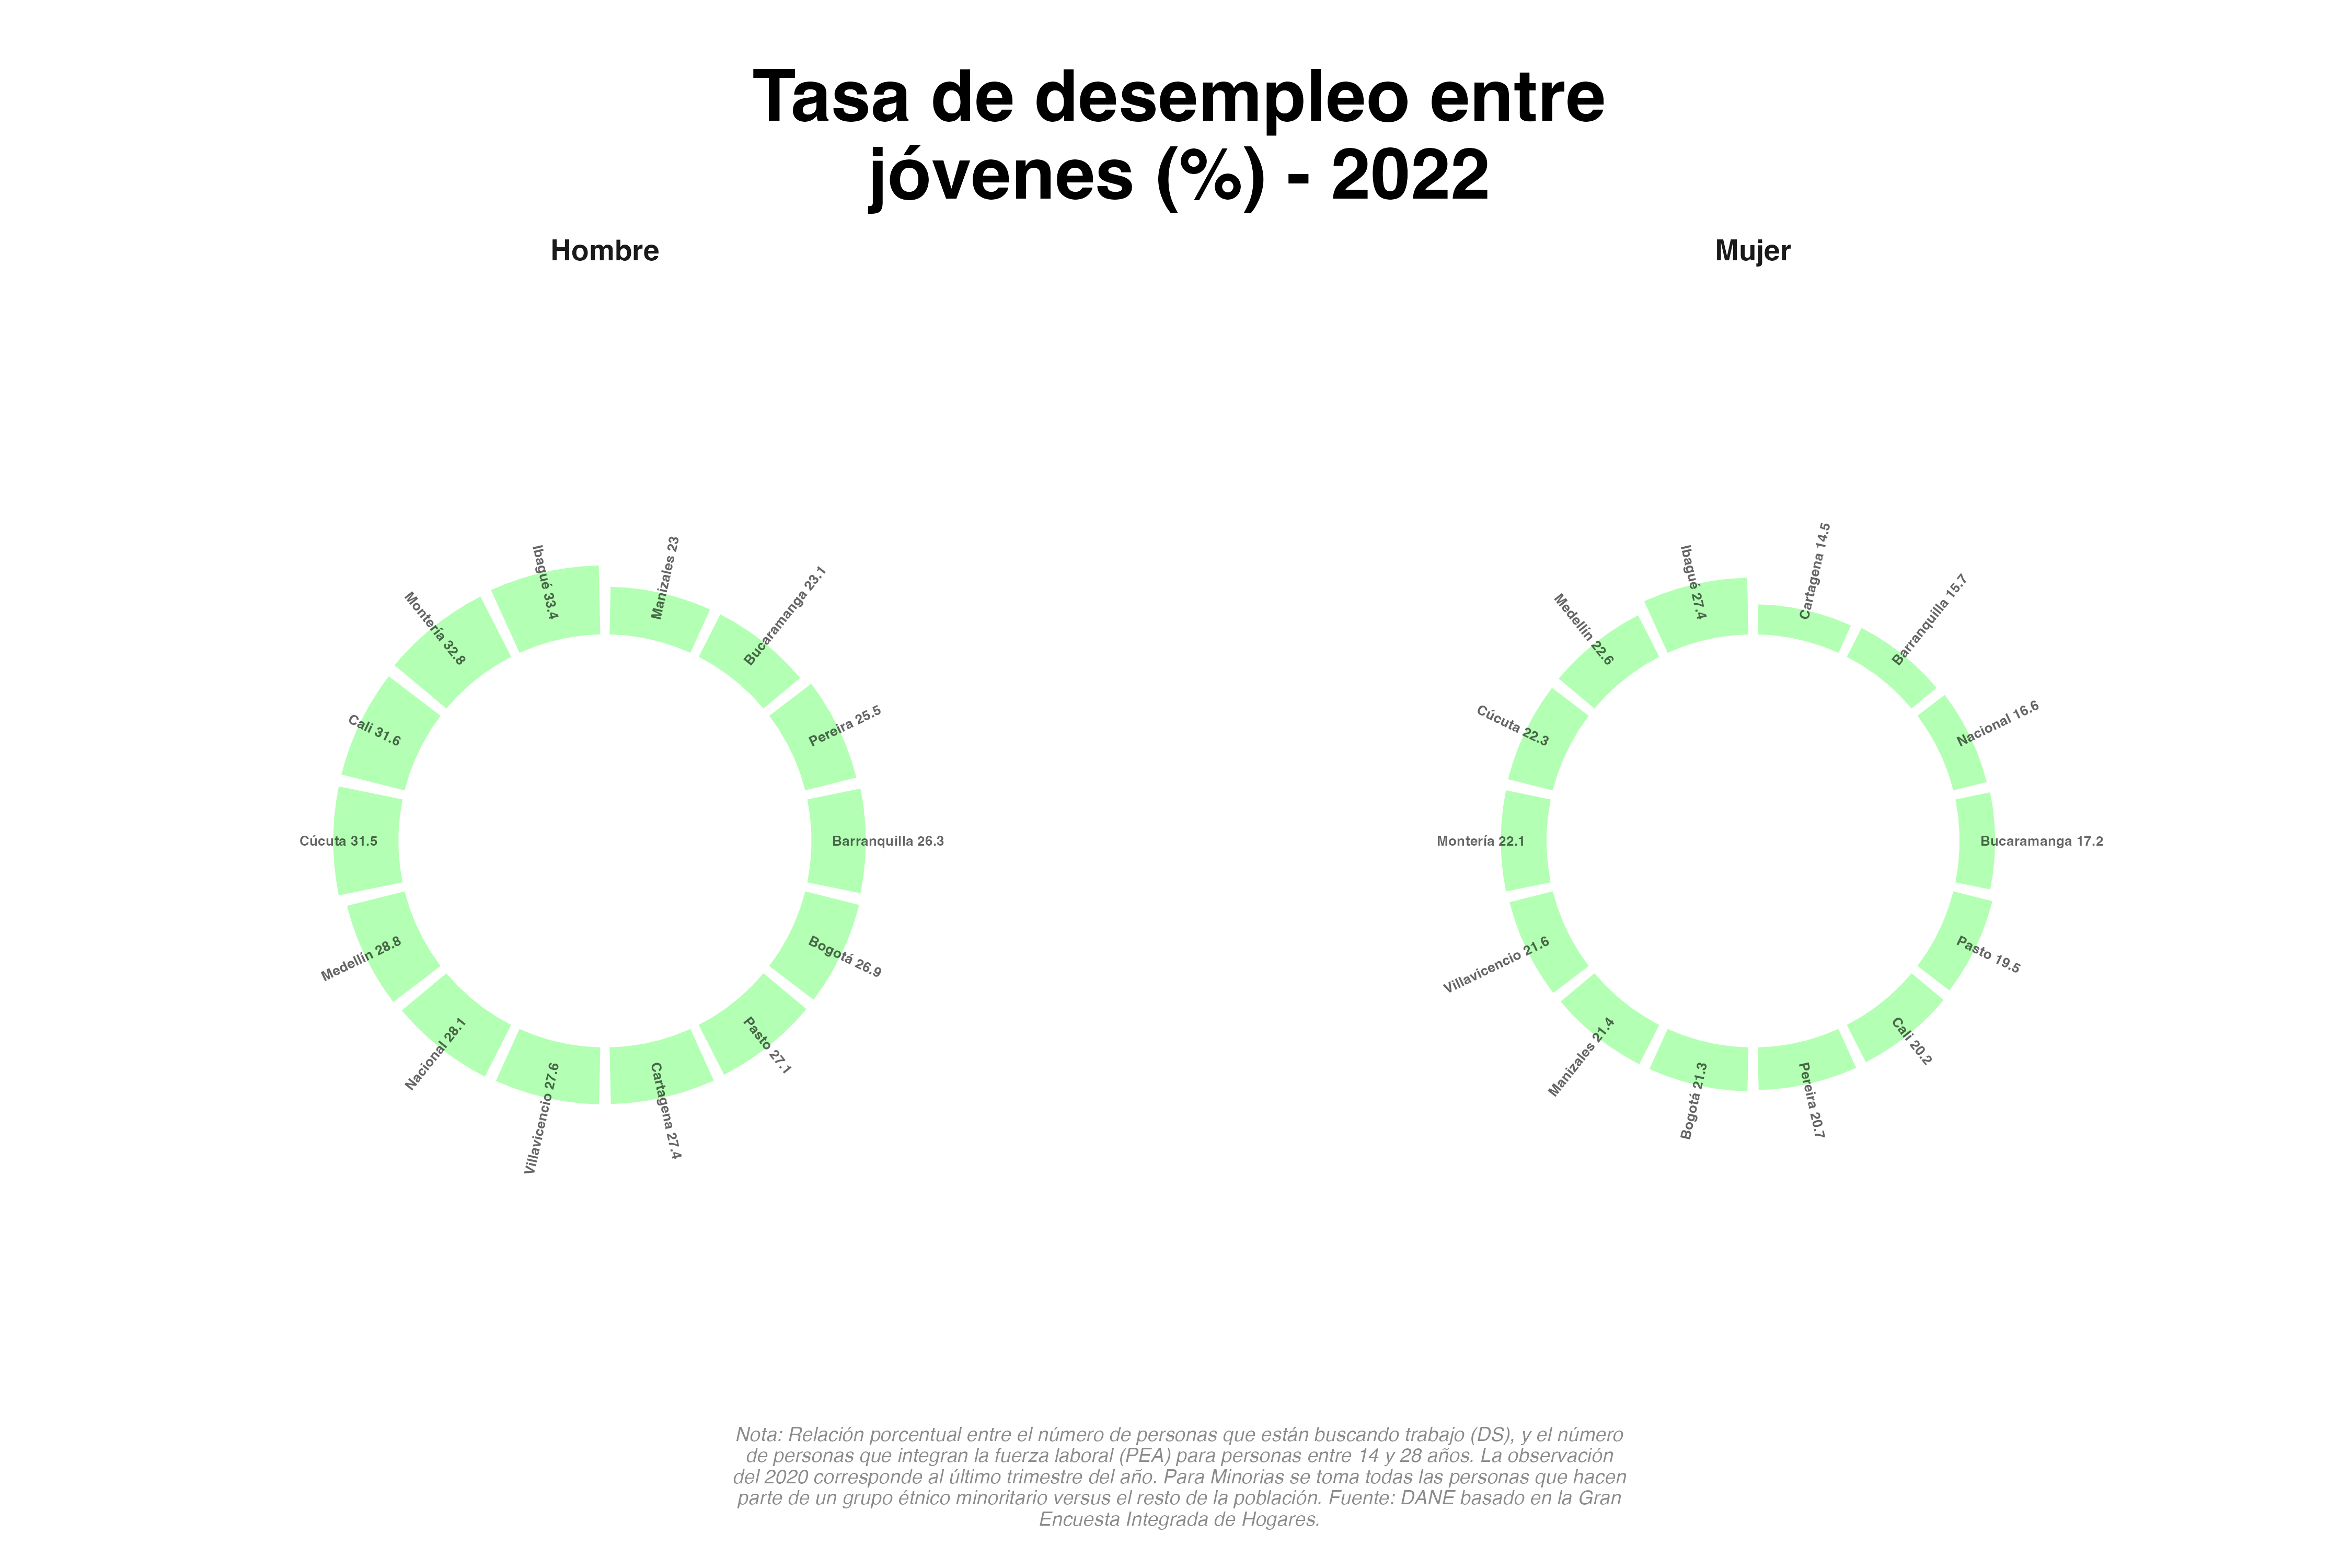 Tasa de desempleo entre
jóvenes (%) - 2022
Hombre
Manizales 23
Bucaramanga 23.1
Pereira 25.5
Barranquilla 26.3
Bogotá 26.9
Pasto 27.1
Cartagena 27.4
Villavicencio 27.6
Nacional 28.1
Medellín 28.8
Cúcuta 31.5
Cali 31.6
Montería 32.8
Ibagué 33.4
Mujer
Cartagena 14.5
Barranquilla 15.7
Nacional 16.6
Bucaramanga 17.2
Pasto 19.5
Cali 20.2
Pereira 20.7
Bogotá 21.3
Manizales 21.4
Villavicencio 21.6
Montería 22.1
Cúcuta 22.3
Medellín 22.6
Ibagué 27.4
Nota: Relación porcentual entre el número de personas que están buscando trabajo (DS), y el número
de personas que integran la fuerza laboral (PEA) para personas entre 14 y 28 años. La observación
del 2020 corresponde al último trimestre del año. Para Minorias se toma todas las personas que hacen
parte de un grupo étnico minoritario versus el resto de la población. Fuente: DANE basado en la Gran
Encuesta Integrada de Hogares.